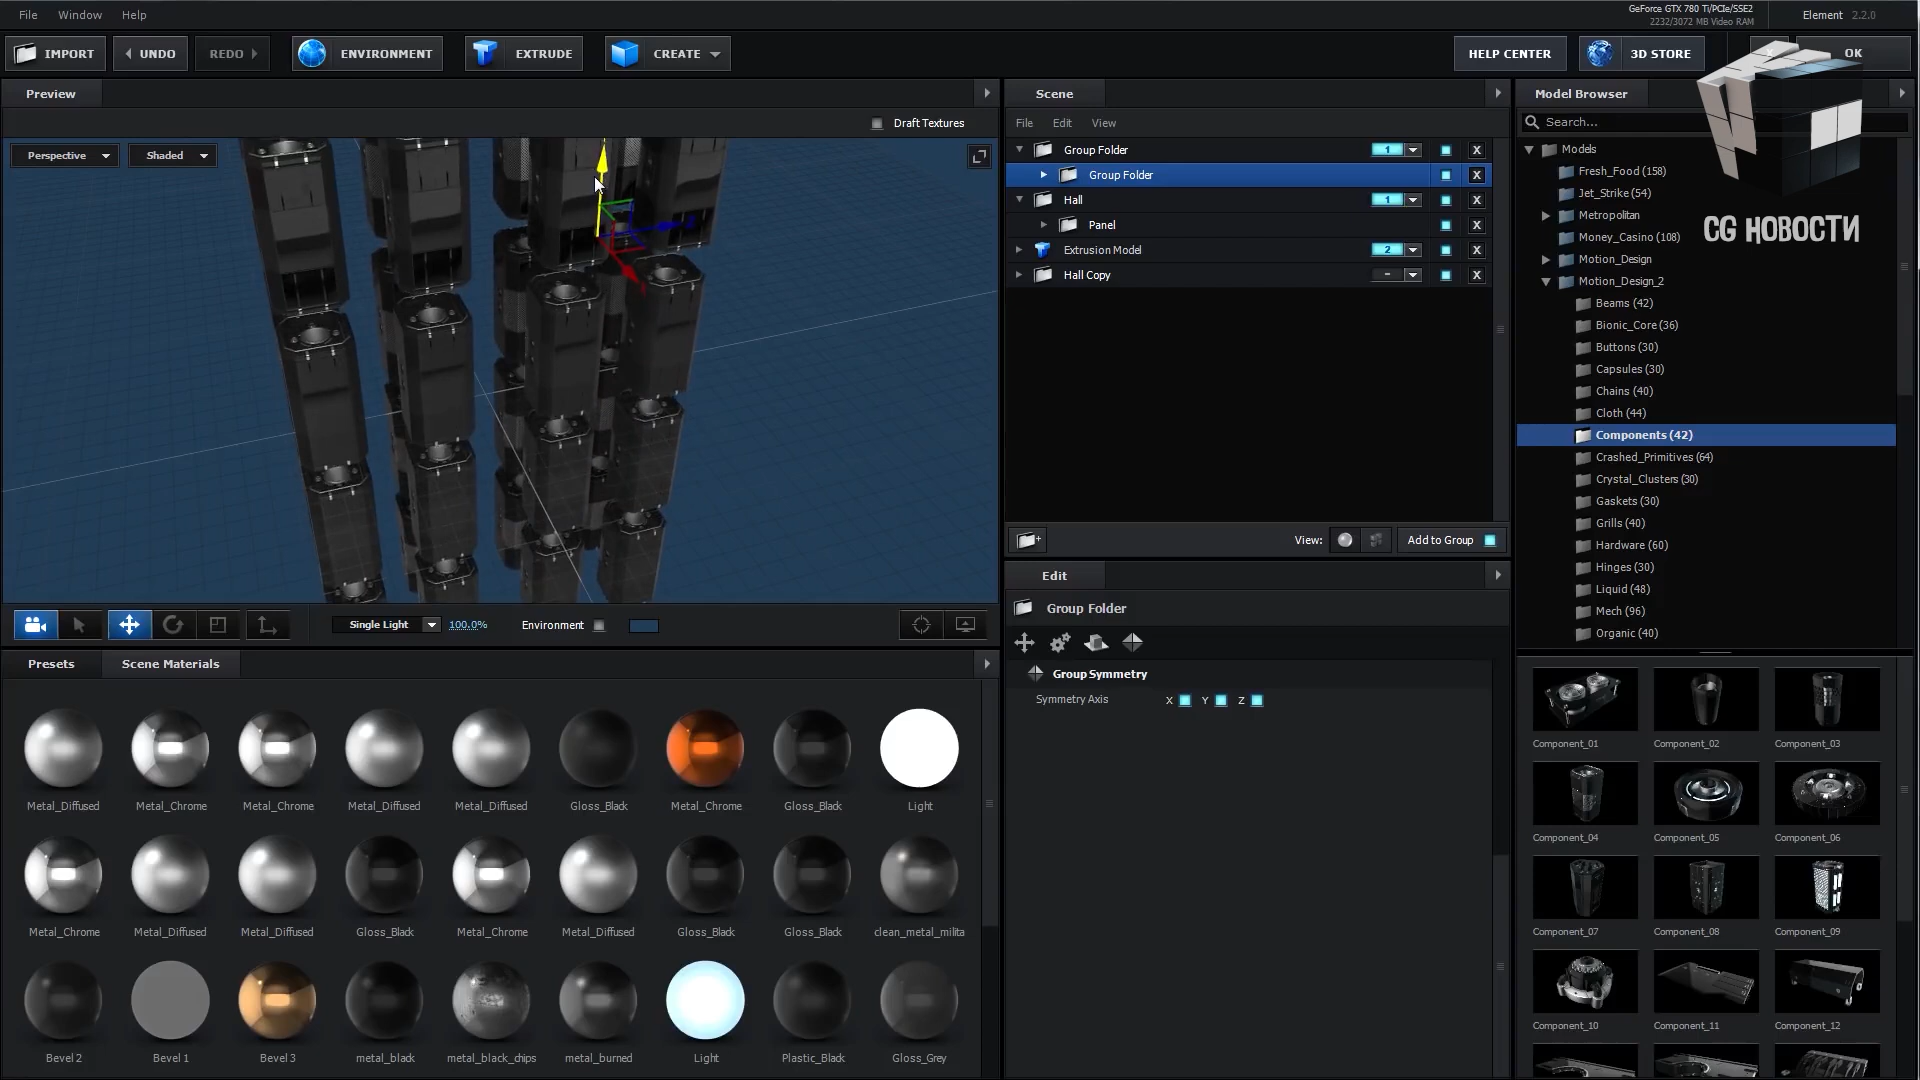 File Window Help
GeForce GTX 780 Ti/PCIe/SSE2
2232/3072 MB Video RAM
Element 2.2.0
IMPORT UNDO REDO ENVIRONMENT EXTRUDE CREATE HELP CENTER 3D STORE X OK
Preview
Draft Textures
Perspective Shaded
Single Light 100.0% Environment
Presets Scene Materials
Metal_Diffused Metal_Chrome Metal_Chrome Metal_Diffused Metal_Diffused Gloss_Black Metal_Chrome Gloss_Black Light
Metal_Chrome Metal_Diffused Metal_Diffused Gloss_Black Metal_Chrome Metal_Diffused Gloss_Black Gloss_Black clean_metal_milita
Bevel 2 Bevel 1 Bevel 3 metal_black metal_black_chips metal_burned Light Plastic_Black Gloss_Grey
Scene
File Edit View
Group Folder 1 X
Group Folder X
Hall 1 X
Panel X
Extrusion Model 2 X
Hall Copy - X
View: Add to Group
Edit
Group Folder
Group Symmetry
Symmetry Axis X Y Z
Model Browser
Search...
Models
Fresh_Food (158)
Jet_Strike (54)
Metropolitan
Money_Casino (108)
Motion_Design
Motion_Design_2
Beams (42)
Bionic_Core (36)
Buttons (30)
Capsules (30)
Chains (40)
Cloth (44)
Components (42)
Crashed_Primitives (64)
Crystal_Clusters (30)
Gaskets (30)
Grills (40)
Hardware (60)
Hinges (30)
Liquid (48)
Mech (96)
Organic (40)
Component_01 Component_02 Component_03
Component_04 Component_05 Component_06
Component_07 Component_08 Component_09
Component_10 Component_11 Component_12
CG НОВОСТИ